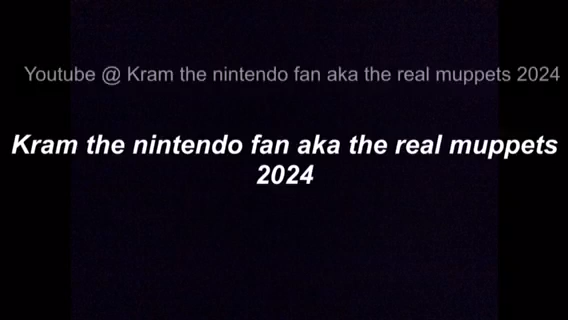 Youtube @ Kram the nintendo fan aka the real muppets 2024
Kram the nintendo fan aka the real muppets
2024